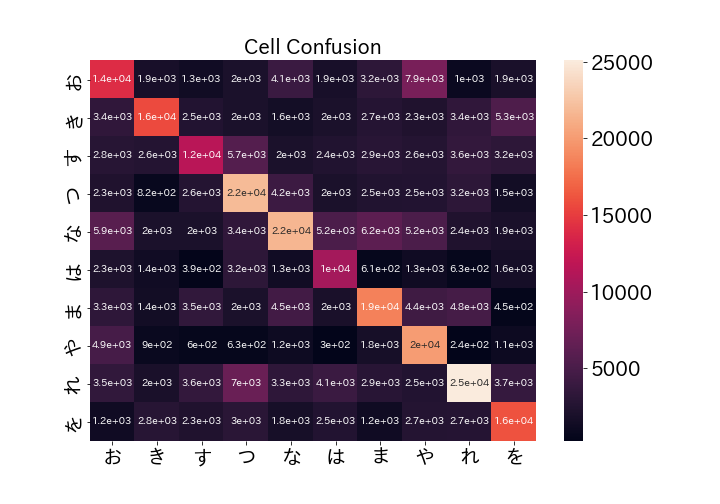 Cell Confusion
お 1.4e+04 1.9e+03 1.3e+03 2e+03 4.1e+03 1.9e+03 3.2e+03 7.9e+03 1e+03 1.9e+03 25000
き 3.4e+03 1.6e+04 2.5e+03 2e+03 1.6e+03 2e+03 2.7e+03 2.3e+03 3.4e+03 5.3e+03 20000
す 2.8e+03 2.6e+03 1.2e+04 5.7e+03 2e+03 2.4e+03 2.9e+03 2.6e+03 3.6e+03 3.2e+03
つ 2.3e+03 8.2e+02 2.6e+03 2.2e+04 4.2e+03 2e+03 2.5e+03 2.5e+03 3.2e+03 1.5e+03 15000
な 5.9e+03 2e+03 2e+03 3.4e+03 2.2e+04 5.2e+03 6.2e+03 5.2e+03 2.4e+03 1.9e+03
は 2.3e+03 1.4e+03 3.9e+02 3.2e+03 1.3e+03 1e+04 6.1e+02 1.3e+03 6.3e+02 1.6e+03
ま 3.3e+03 1.4e+03 3.5e+03 2e+03 4.5e+03 2e+03 1.9e+04 4.4e+03 4.8e+03 4.5e+02 10000
や 4.9e+03 9e+02 6e+02 6.3e+02 1.2e+03 3e+02 1.8e+03 2e+04 2.4e+02 1.1e+03
れ 3.5e+03 2e+03 3.6e+03 7e+03 3.3e+03 4.1e+03 2.9e+03 2.5e+03 2.5e+04 3.7e+03 5000
を 1.2e+03 2.8e+03 2.3e+03 3e+03 1.8e+03 2.5e+03 1.2e+03 2.7e+03 2.7e+03 1.6e+04
お き す つ な は ま や れ を